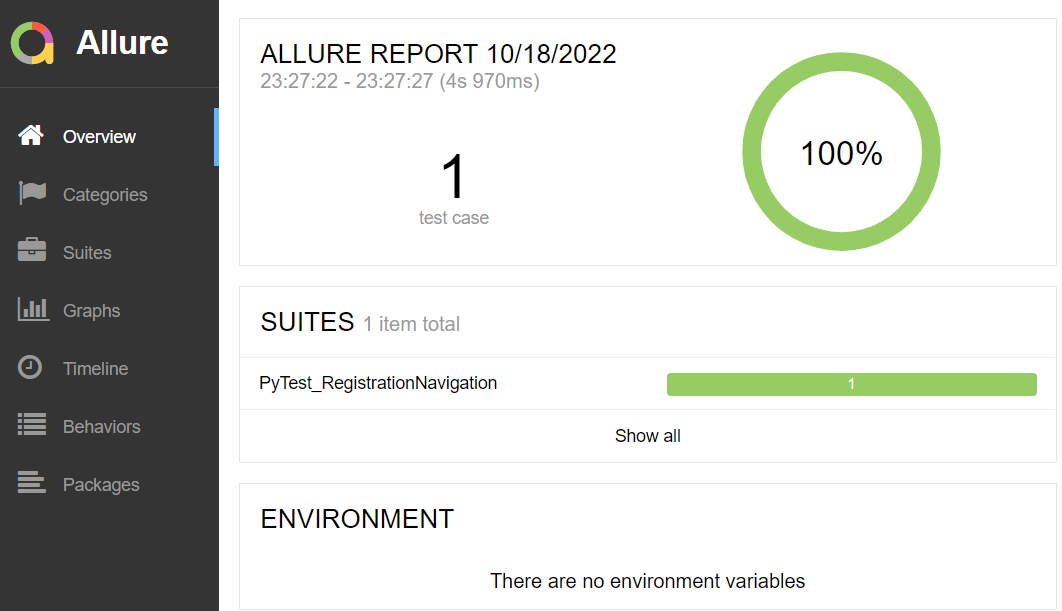 Allure
Overview
Categories
Suites
Graphs
Timeline
Behaviors
Packages
ALLURE REPORT 10/18/2022
23:27:22 - 23:27:27 (4s 970ms)
1
test case
100%
SUITES 1 item total
PyTest_RegistrationNavigation 1
Show all
ENVIRONMENT
There are no environment variables